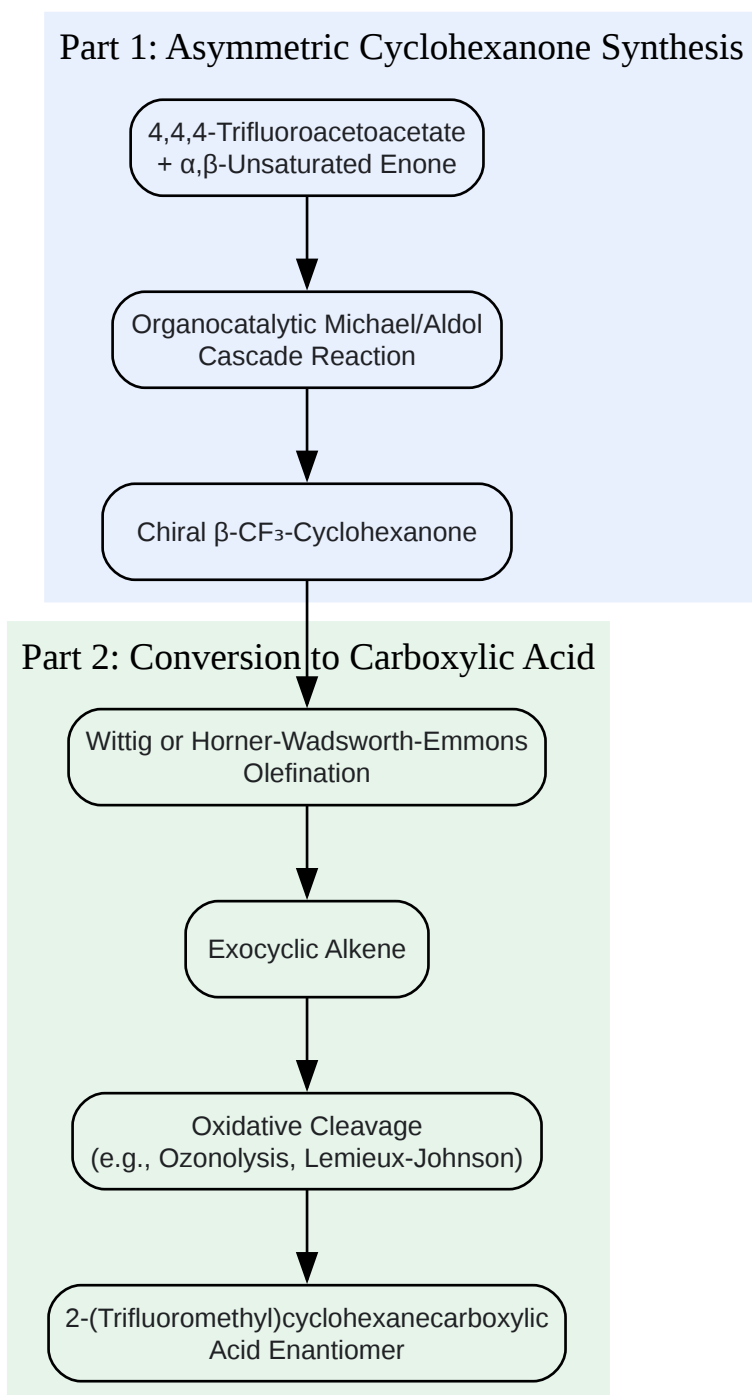 Part 1: Asymmetric Cyclohexanone Synthesis
4,4,4-Trifluoroacetoacetate
+ α,β-Unsaturated Enone
Organocatalytic Michael/Aldol
Cascade Reaction
Chiral β-CF₃-Cyclohexanone
Part 2: Conversion to Carboxylic Acid
Wittig or Horner-Wadsworth-Emmons
Olefination
Exocyclic Alkene
Oxidative Cleavage
(e.g., Ozonolysis, Lemieux-Johnson)
2-(Trifluoromethyl)cyclohexanecarboxylic
Acid Enantiomer